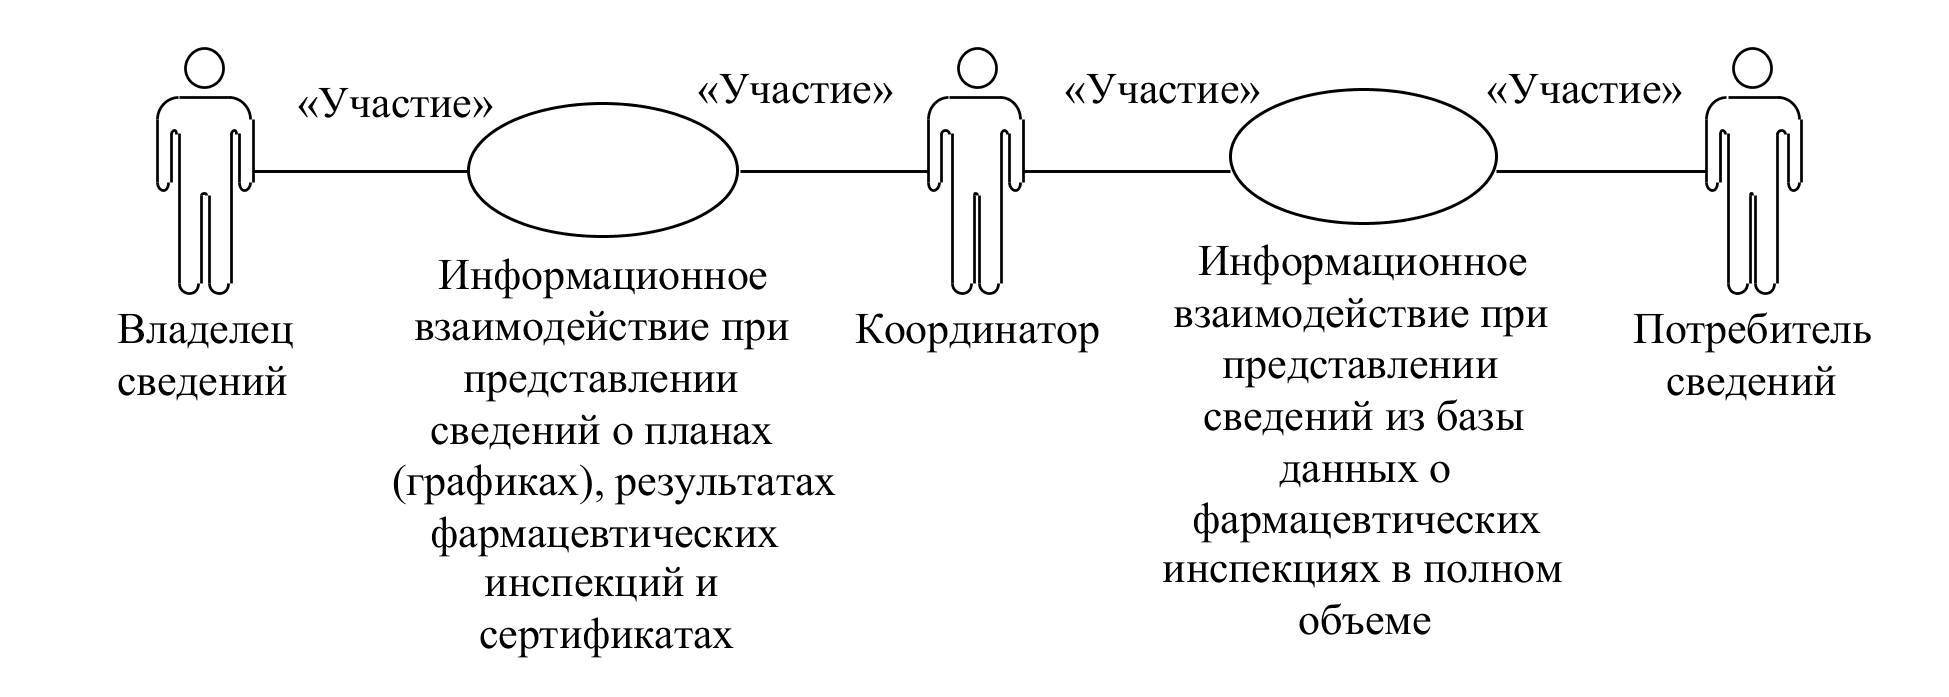 «Участие»
«Участие»
«Участие»
«Участие»
Владелец
сведений
Информационное
взаимодействие при
представлении
сведений о планах
(графиках), результатах
фармацевтических
инспекций и
сертификатах
Координатор
Информационное
взаимодействие при
представлении
сведений из базы
данных о
фармацевтических
инспекциях в полном
объеме
Потребитель
сведений